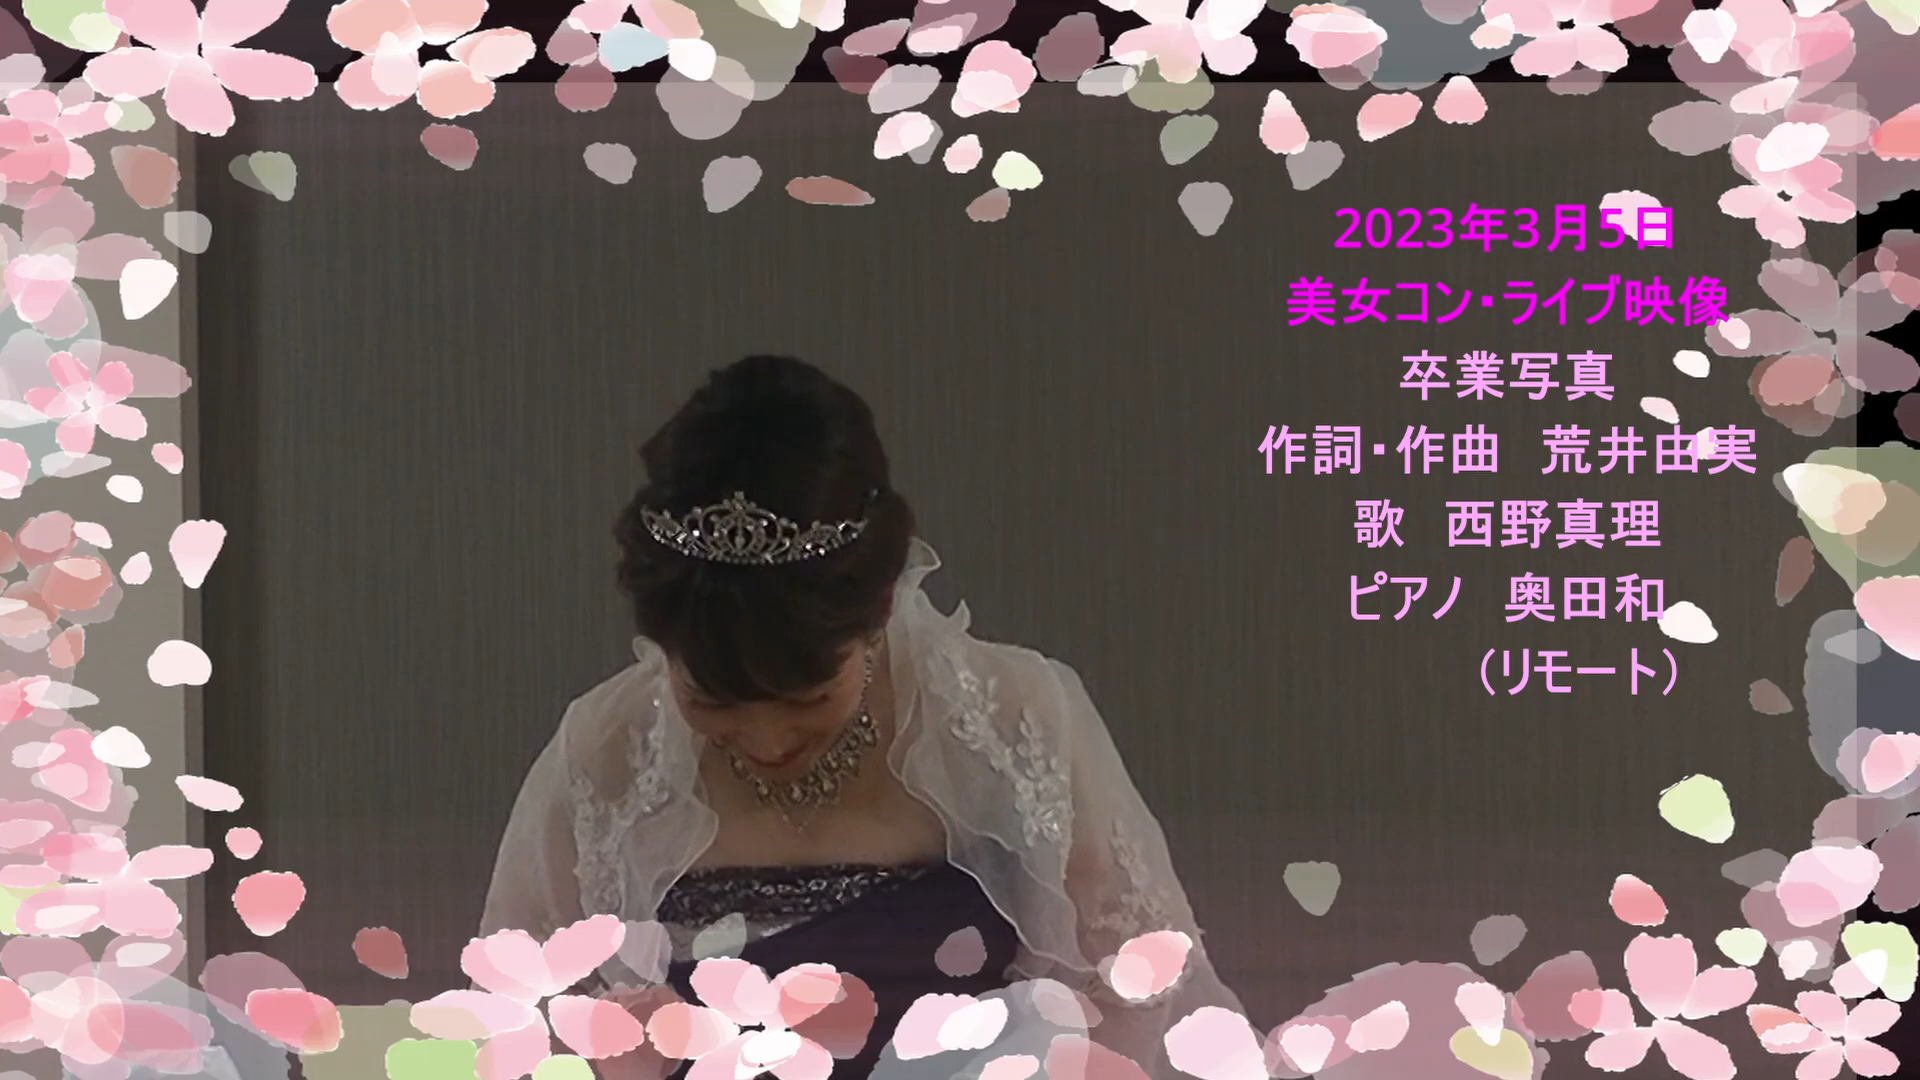 2023年3月5日
美女コン・ライブ映像
卒業写真
作詞・作曲　荒井由実
歌　西野真理
ピアノ　奥田和
（リモート）